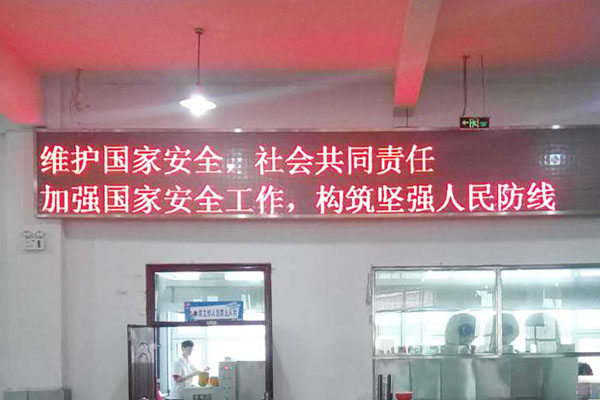 维护国家安全，社会共同责任
加强国家安全工作，构筑坚强人民防线